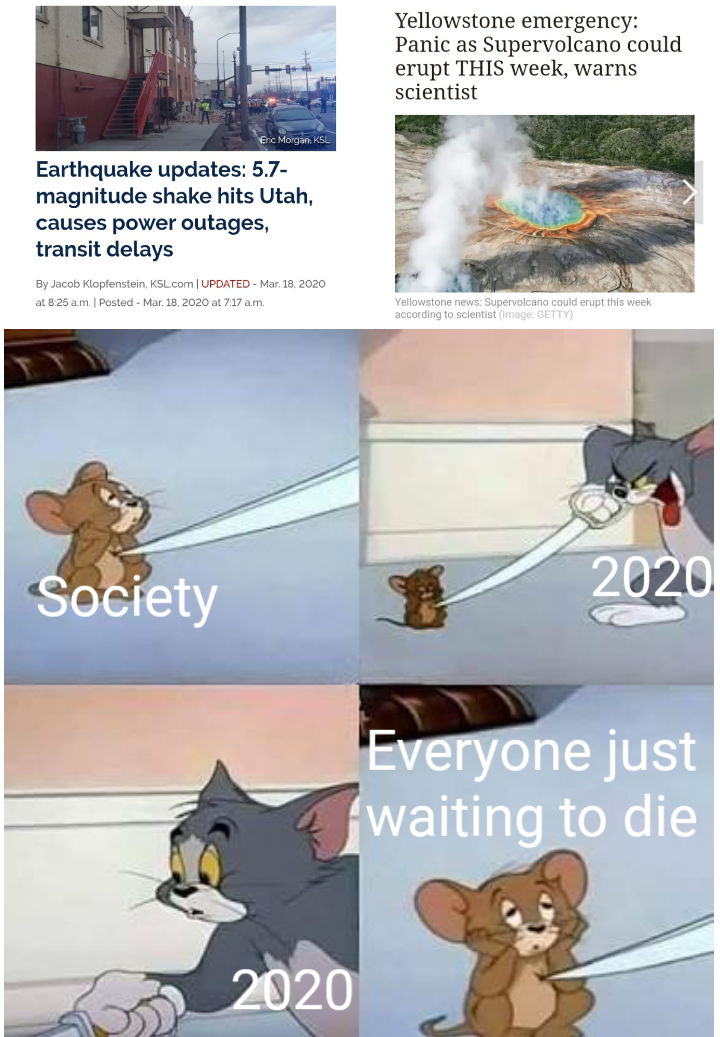 Eric Morgan, KSL
Earthquake updates: 5.7-
magnitude shake hits Utah,
causes power outages,
transit delays
By Jacob Klopfenstein, KSL.com | UPDATED - Mar. 18, 2020
at 8:25 a.m. | Posted - Mar. 18, 2020 at 7:17 a.m.
Yellowstone emergency:
Panic as Supervolcano could
erupt THIS week, warns
scientist
Yellowstone news: Supervolcano could erupt this week
according to scientist (Image: GETTY)
Society
2020
2020
Everyone just
waiting to die